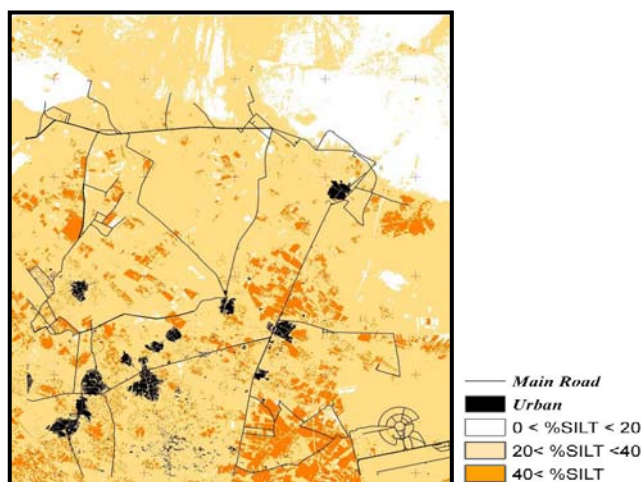 Main Road
Urban
0 < %SILT < 20
20< %SILT <40
40< %SILT